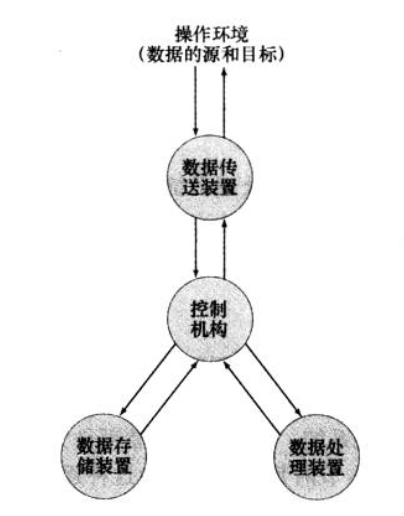 操作环境
(数据的源和目标)
数据传
送装置
控制
机构
数据存
储装置
数据处
理装置